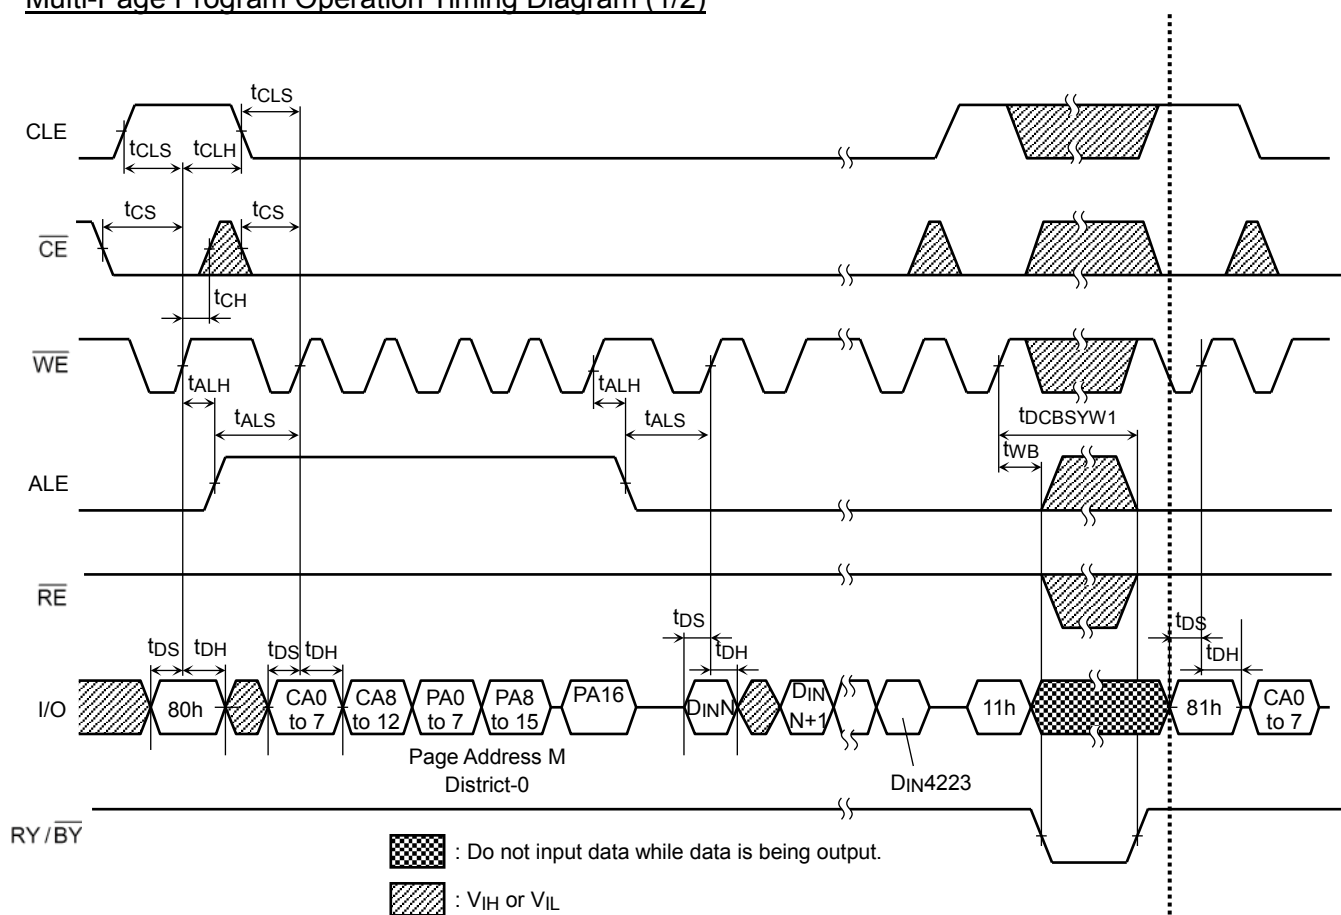 Multi-Page Program Operation Timing Diagram (1/2)
tCLS
CLE
tCLS tCLH
tCS tCS
CE
tCH
WE
tALH tALH
tALS tALS
tDCBSYW1
tWB
ALE
RE
tDS tDH tDS tDH tDS tDH tDS tDH
I/O
80h
CA0 to 7
CA8 to 12
PA0 to 7
PA8 to 15
PA16
DINN
DIN N+1
11h
81h
CA0 to 7
Page Address M
District-0
DIN4223
RY / BY
: Do not input data while data is being output.
: VIH or VIL